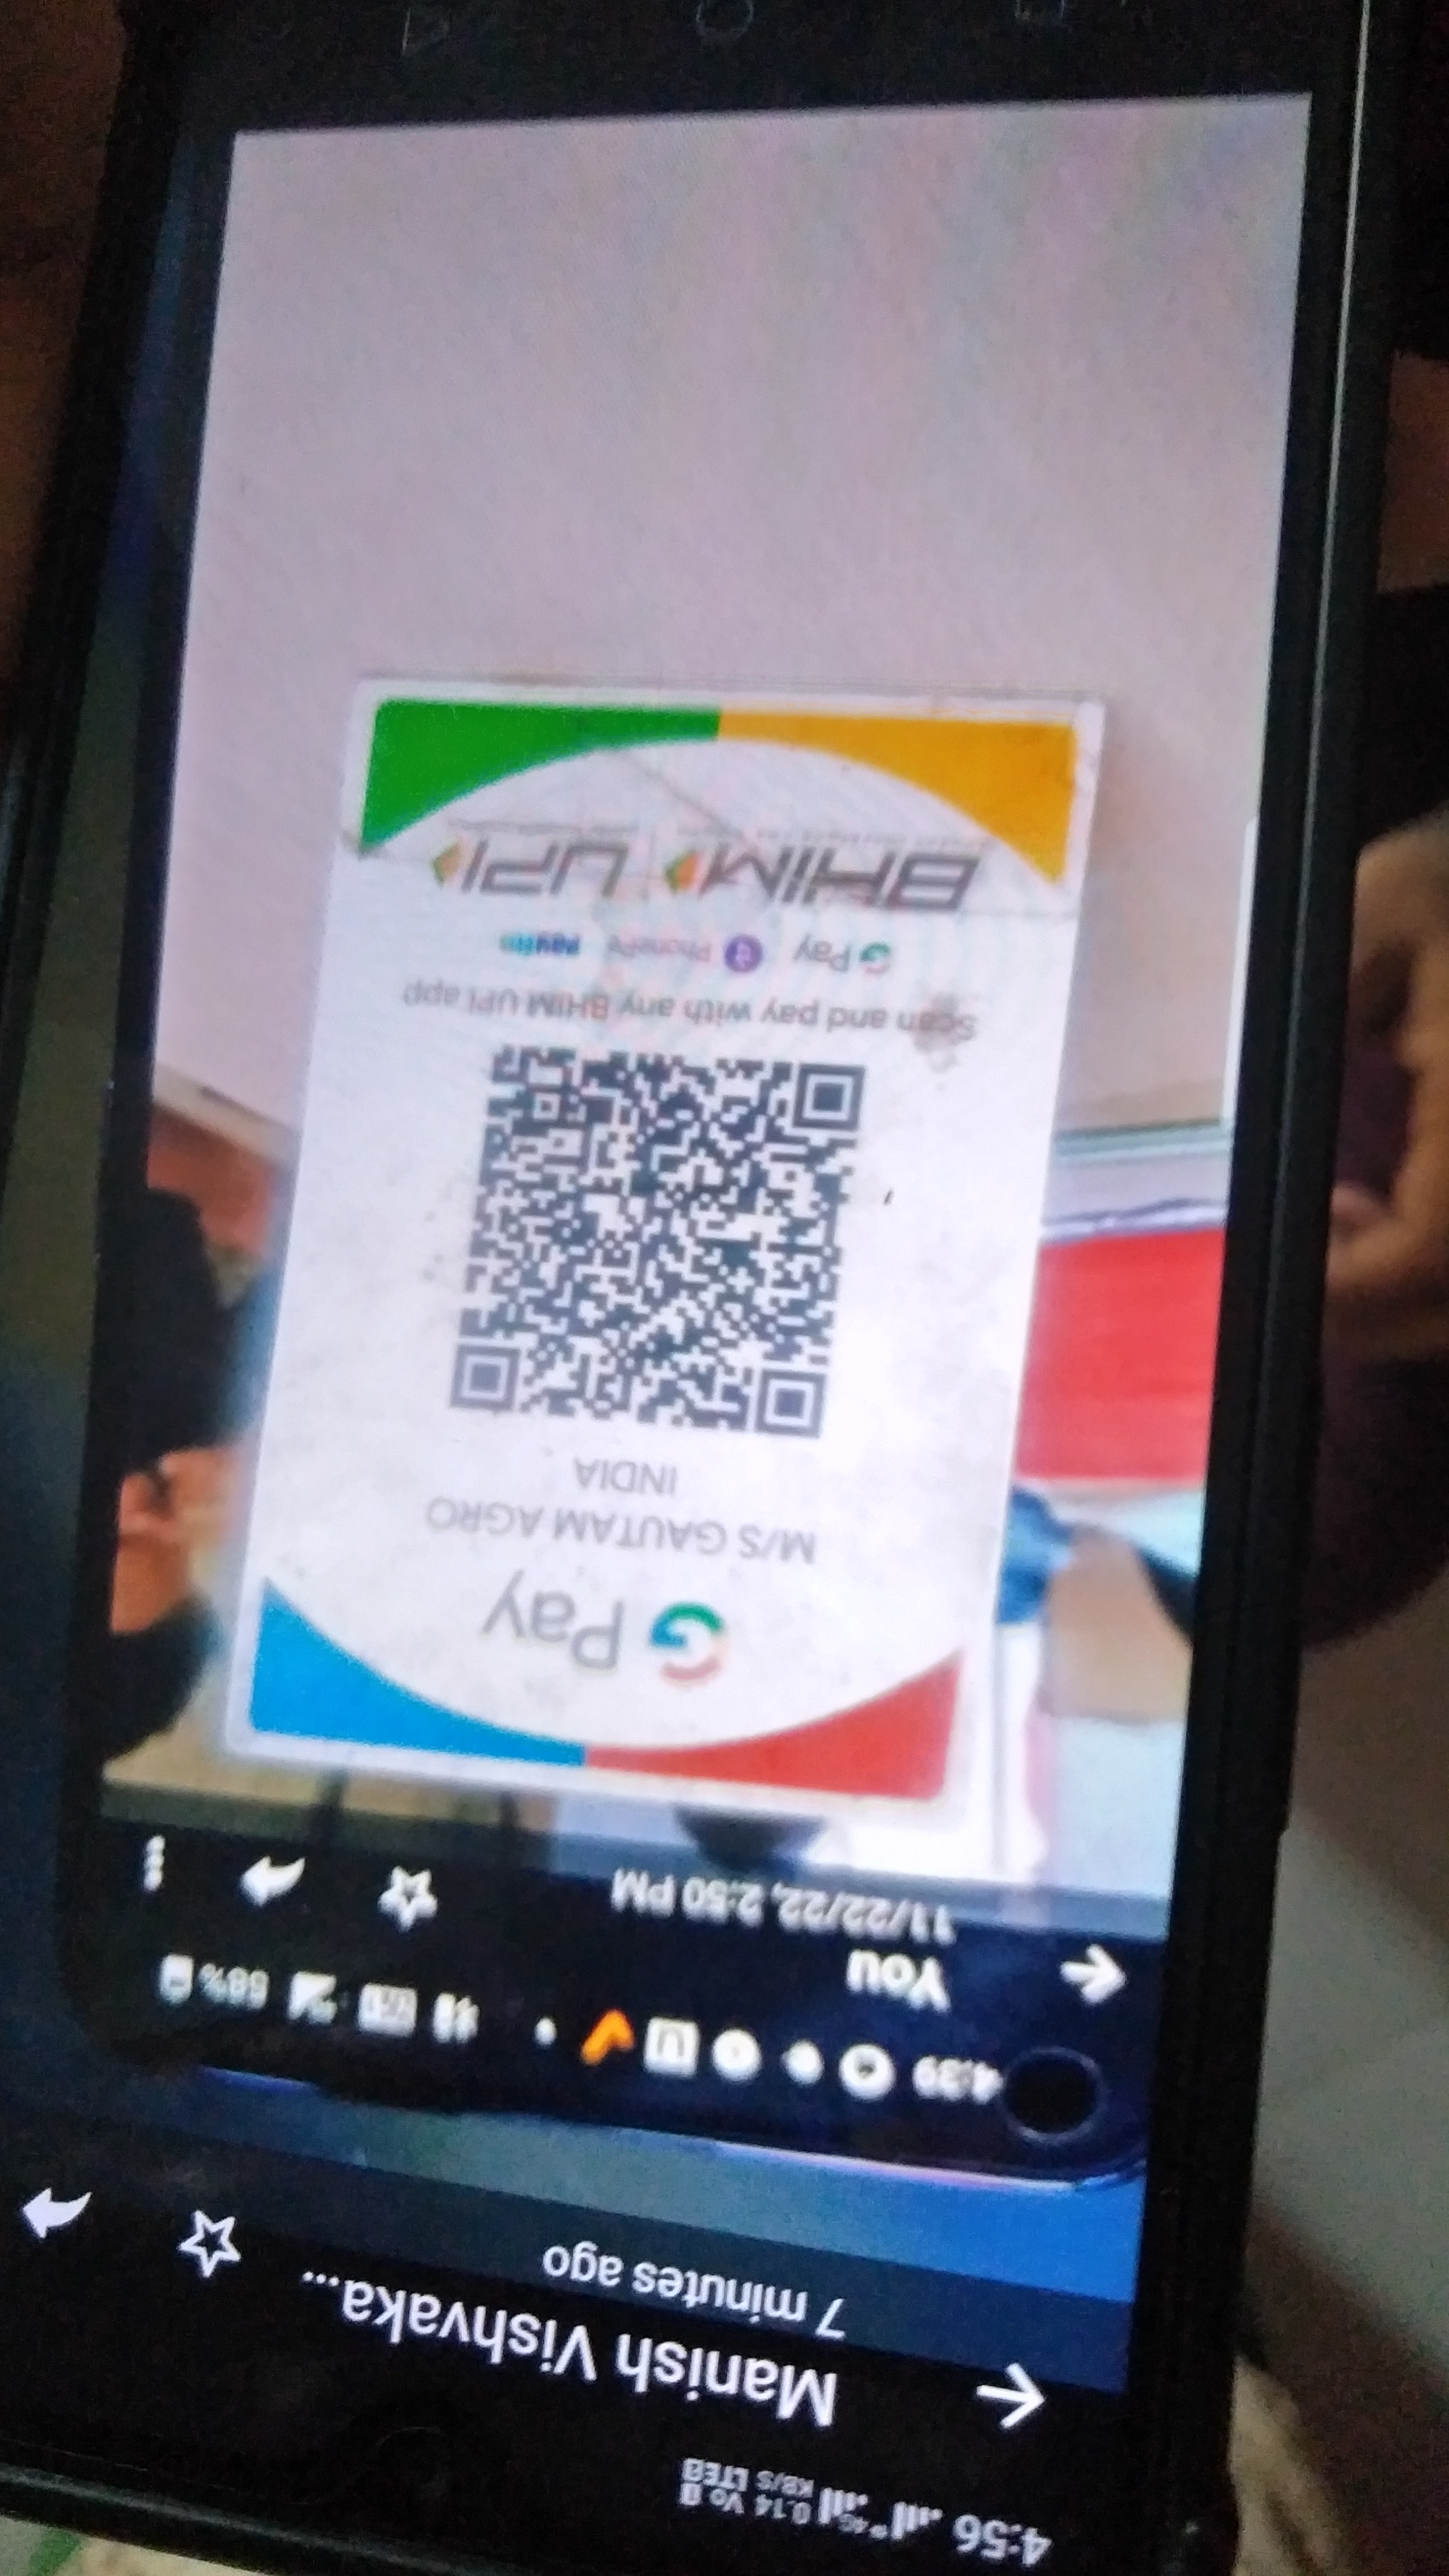 4:56
0.14 KB/S
Vo LTE
Manish Vishvaka...
7 minutes ago
4:39
68%
You
11/22/22, 2:50 PM
G Pay
M/S GAUTAM AGRO
INDIA
Scan and pay with any BHIM UPI app
G Pay PhonePe Paytm
BHIM UPI